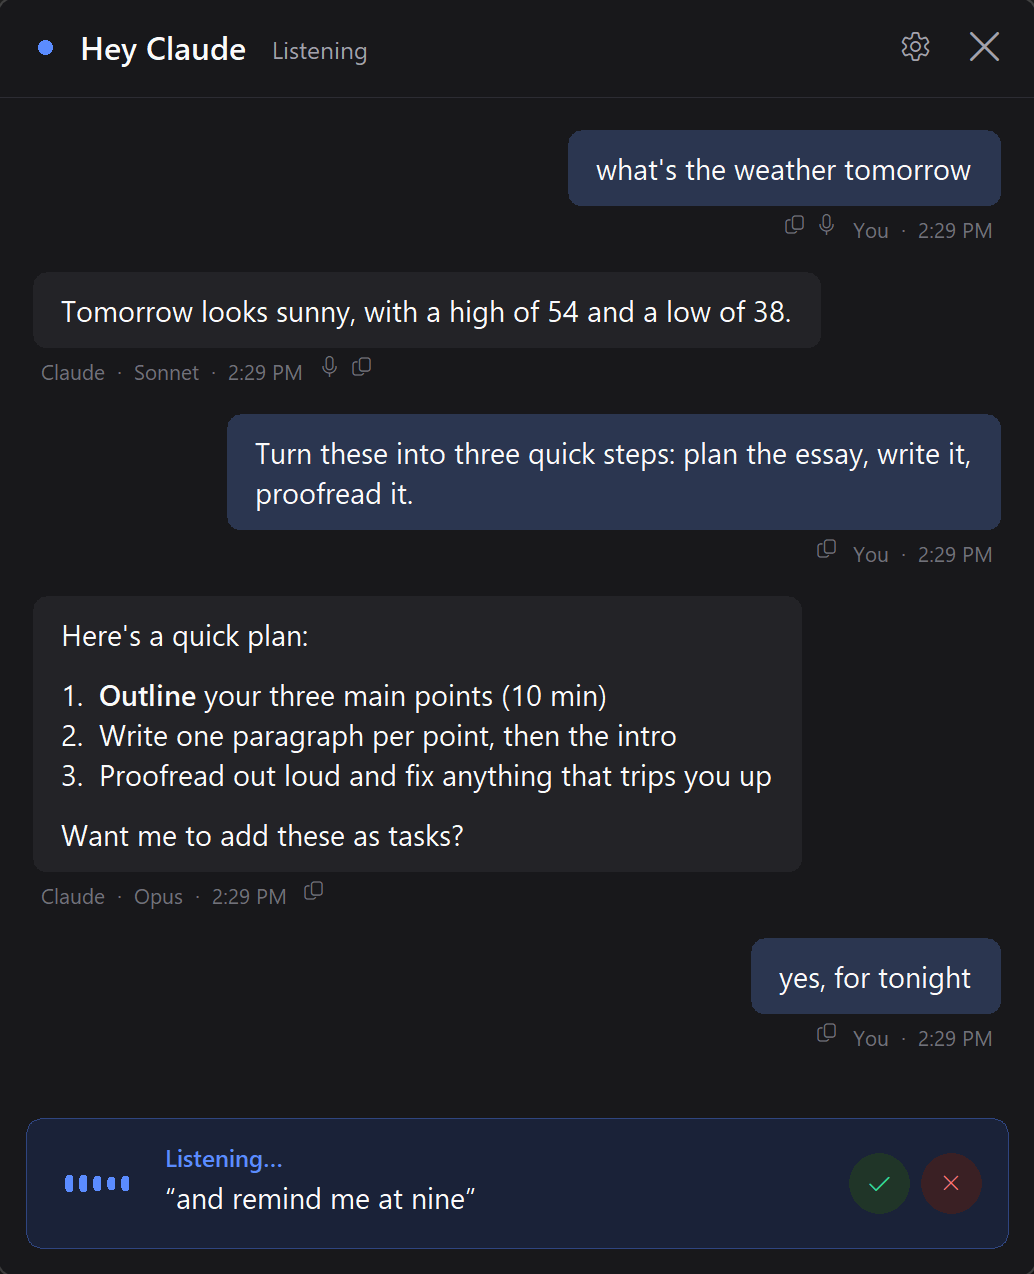 Hey Claude Listening
what's the weather tomorrow
You · 2:29 PM
Tomorrow looks sunny, with a high of 54 and a low of 38.
Claude · Sonnet · 2:29 PM
Turn these into three quick steps: plan the essay, write it,
proofread it.
You · 2:29 PM
Here's a quick plan:
1. Outline your three main points (10 min)
2. Write one paragraph per point, then the intro
3. Proofread out loud and fix anything that trips you up
Want me to add these as tasks?
Claude · Opus · 2:29 PM
yes, for tonight
You · 2:29 PM
Listening...
“and remind me at nine”